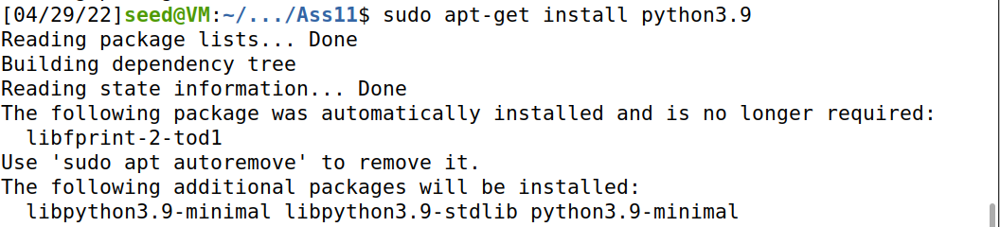 [04/29/22]seed@VM:~/.../Ass11$ sudo apt-get install python3.9
Reading package lists... Done
Building dependency tree
Reading state information... Done
The following package was automatically installed and is no longer required:
  libfprint-2-tod1
Use 'sudo apt autoremove' to remove it.
The following additional packages will be installed:
  libpython3.9-minimal libpython3.9-stdlib python3.9-minimal